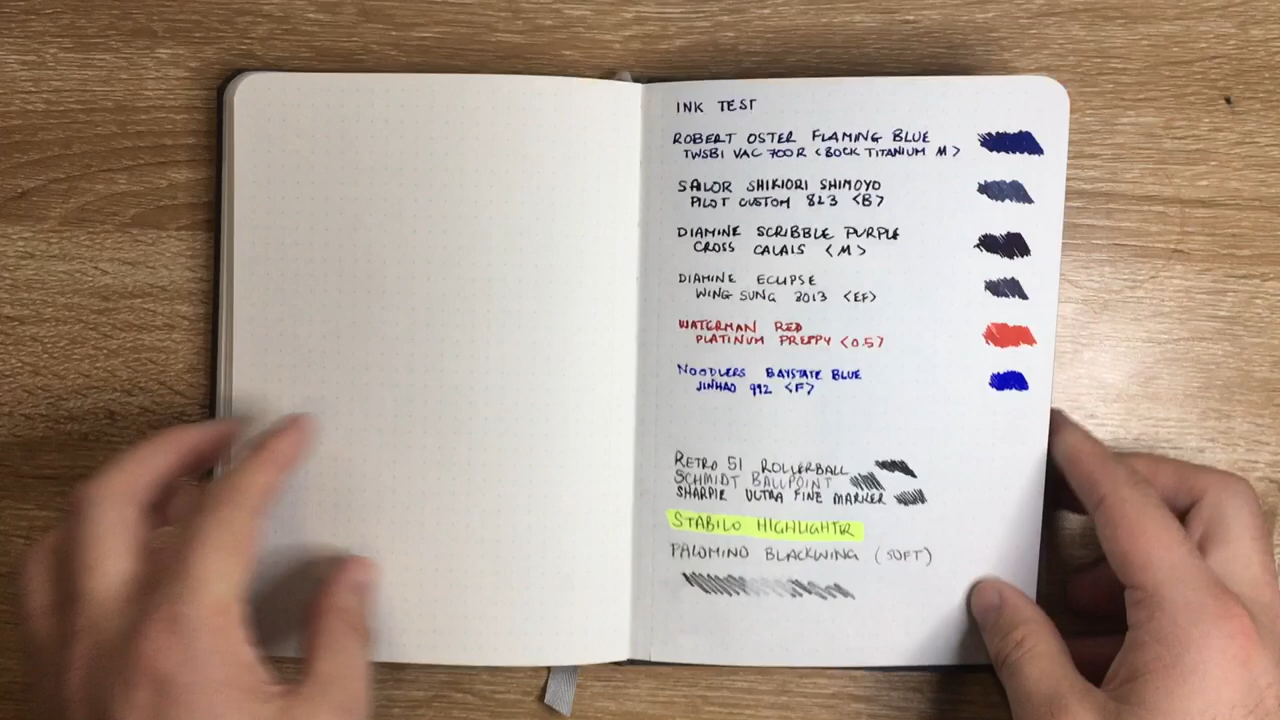 INK TEST
ROBERT OSTER FLAMING BLUE
TWSBI VAC 700R <BOCK TITANIUM M>
SAILOR SHIKIORI SHIMOYO
PILOT CUSTOM 823 <B>
DIAMINE SCRIBBLE PURPLE
CROSS CALAIS <M>
DIAMINE ECLIPSE
WING SUNG 3013 <EF>
WATERMAN RED
PLATINUM PREPPY <0.5>
NOODLERS BAYSTATE BLUE
JINHAO 992 <F>
RETRO 51 ROLLERBALL
SCHMIDT BALLPOINT
SHARPIE ULTRA FINE MARKER
STABILO HIGHLIGHTER
PALOMINO BLACKWING (SOFT)